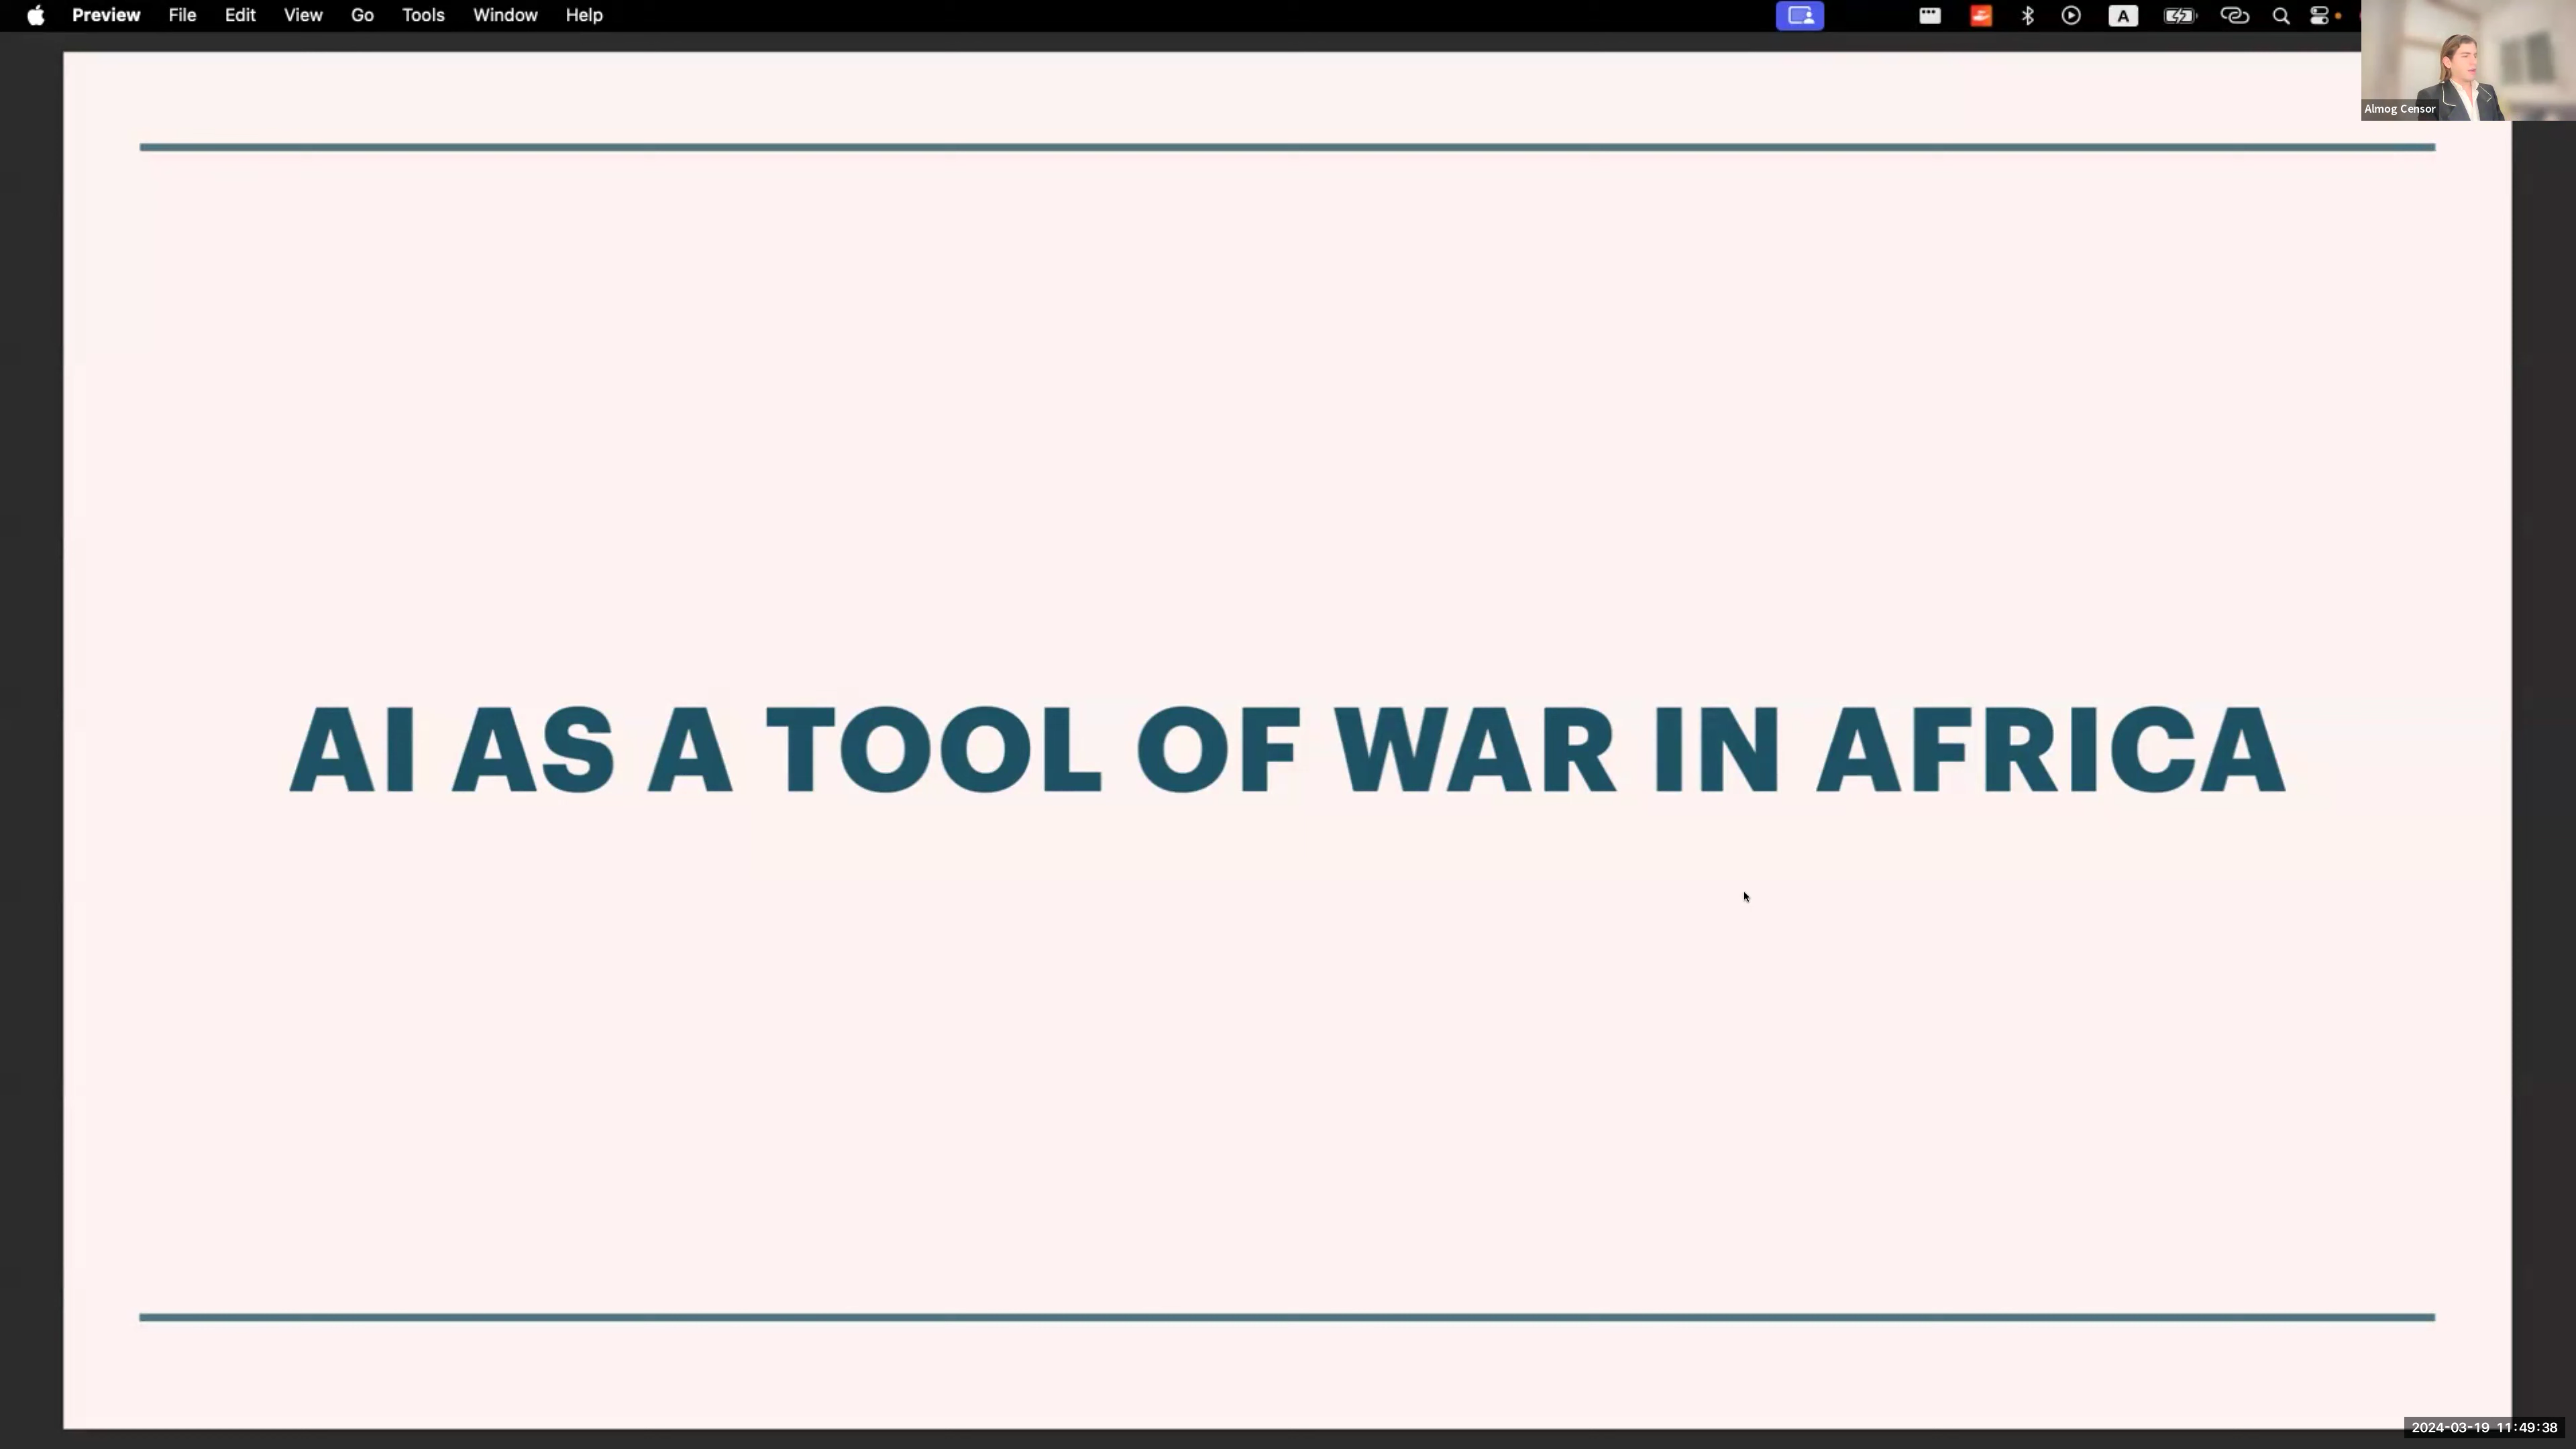 Preview File Edit View Go Tools Window Help A
Almog Censor
AI AS A TOOL OF WAR IN AFRICA
2024-03-19 11:49:38